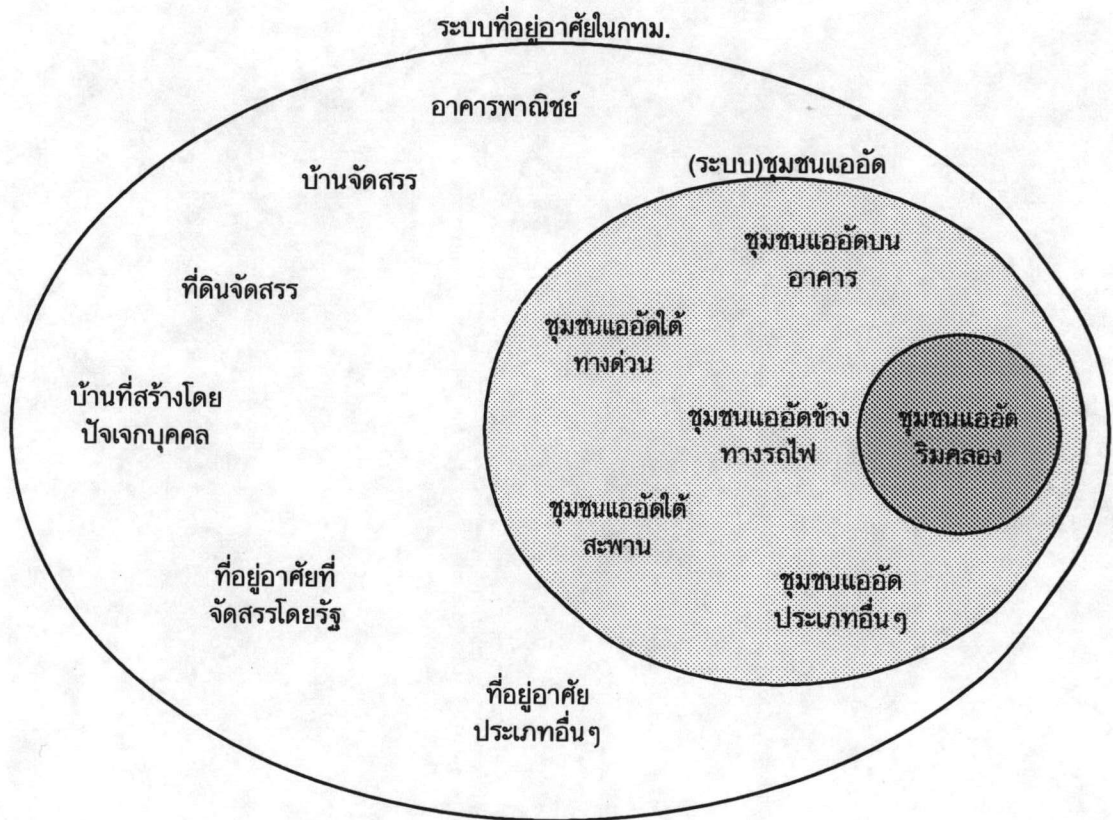 ระบบที่อยู่อาศัยในกทม.
อาคารพาณิชย์
บ้านจัดสรร
(ระบบ)ชุมชนแออัด
ชุมชนแออัดบน
อาคาร
ที่ดินจัดสรร
ชุมชนแออัดใต้
ทางด่วน
บ้านที่สร้างโดย
ปัจเจกบุคคล
ชุมชนแออัดข้าง
ทางรถไฟ
ชุมชนแออัด
ริมคลอง
ชุมชนแออัดใต้
สะพาน
ที่อยู่อาศัยที่
จัดสรรโดยรัฐ
ชุมชนแออัด
ประเภทอื่นๆ
ที่อยู่อาศัย
ประเภทอื่นๆ